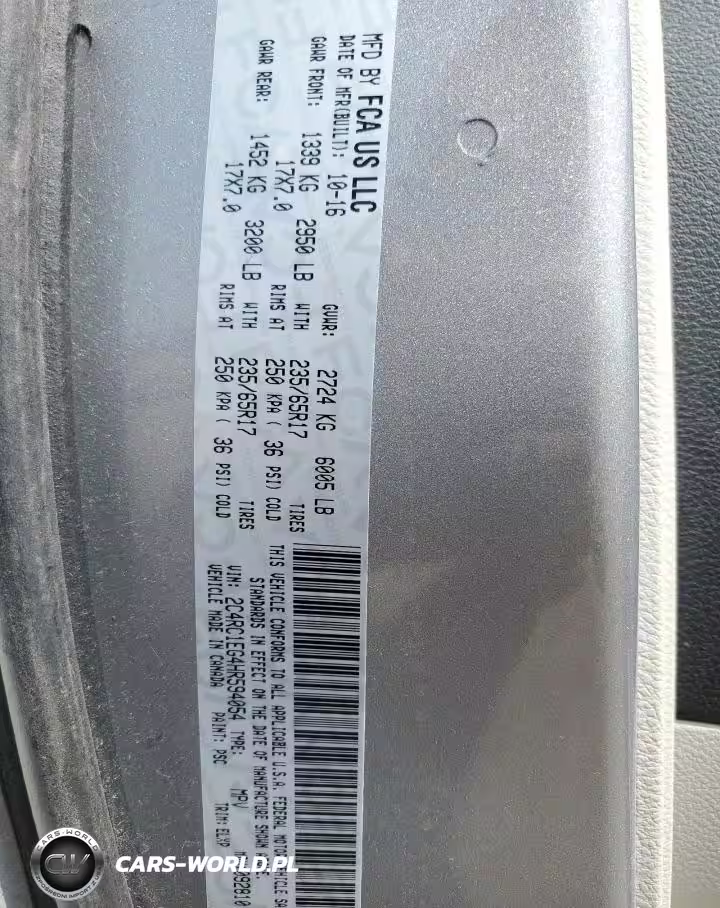 MFD BY FCA US LLC
DATE OF MFR(BUILT): 10-16 GVWR: 2724 KG 6005 LB
GAWR FRONT: 1339 KG 2950 LB WITH 235/65R17 TIRES
17X7.0 RIMS AT 250 KPA ( 36 PSI) COLD
GAWR REAR: 1452 KG 3200 LB WITH 235/65R17 TIRES
17X7.0 RIMS AT 250 KPA ( 36 PSI) COLD
THIS VEHICLE CONFORMS TO ALL APPLICABLE U.S.A. FEDERAL MOTOR VEHICLE
STANDARDS IN EFFECT ON THE DATE OF MANUFACTURE SHOWN
VIN: 2C4RC1EG4HR594054 TYPE: MPV
VEHICLE MADE IN CANADA PAINT: PSC TRIM:
CARS-WORLD
CW
CARS-WORLD.PL